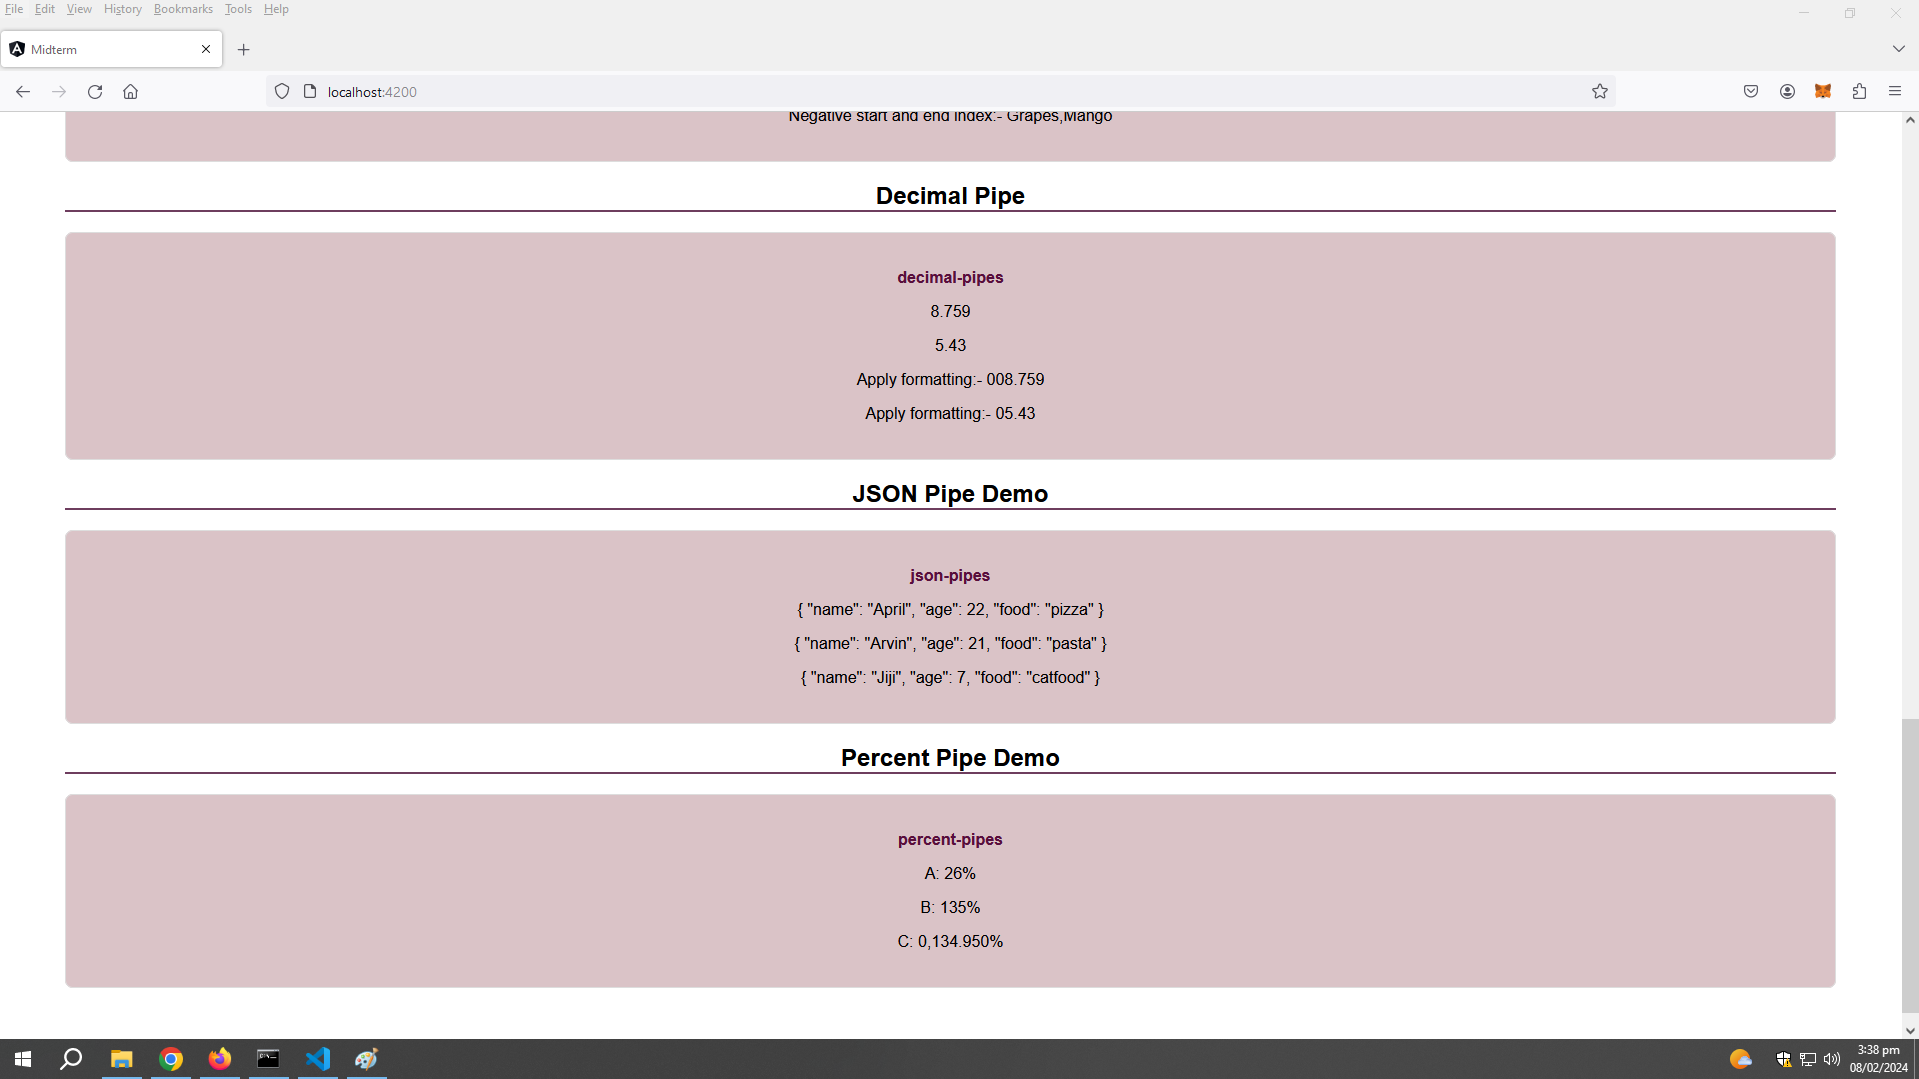 File Edit View History Bookmarks Tools Help
Midterm
localhost:4200
Negative start and end index:- Grapes,Mango
Decimal Pipe
decimal-pipes
8.759
5.43
Apply formatting:- 008.759
Apply formatting:- 05.43
JSON Pipe Demo
json-pipes
{ "name": "April", "age": 22, "food": "pizza" }
{ "name": "Arvin", "age": 21, "food": "pasta" }
{ "name": "Jiji", "age": 7, "food": "catfood" }
Percent Pipe Demo
percent-pipes
A: 26%
B: 135%
C: 0,134.950%
3:38 pm
08/02/2024